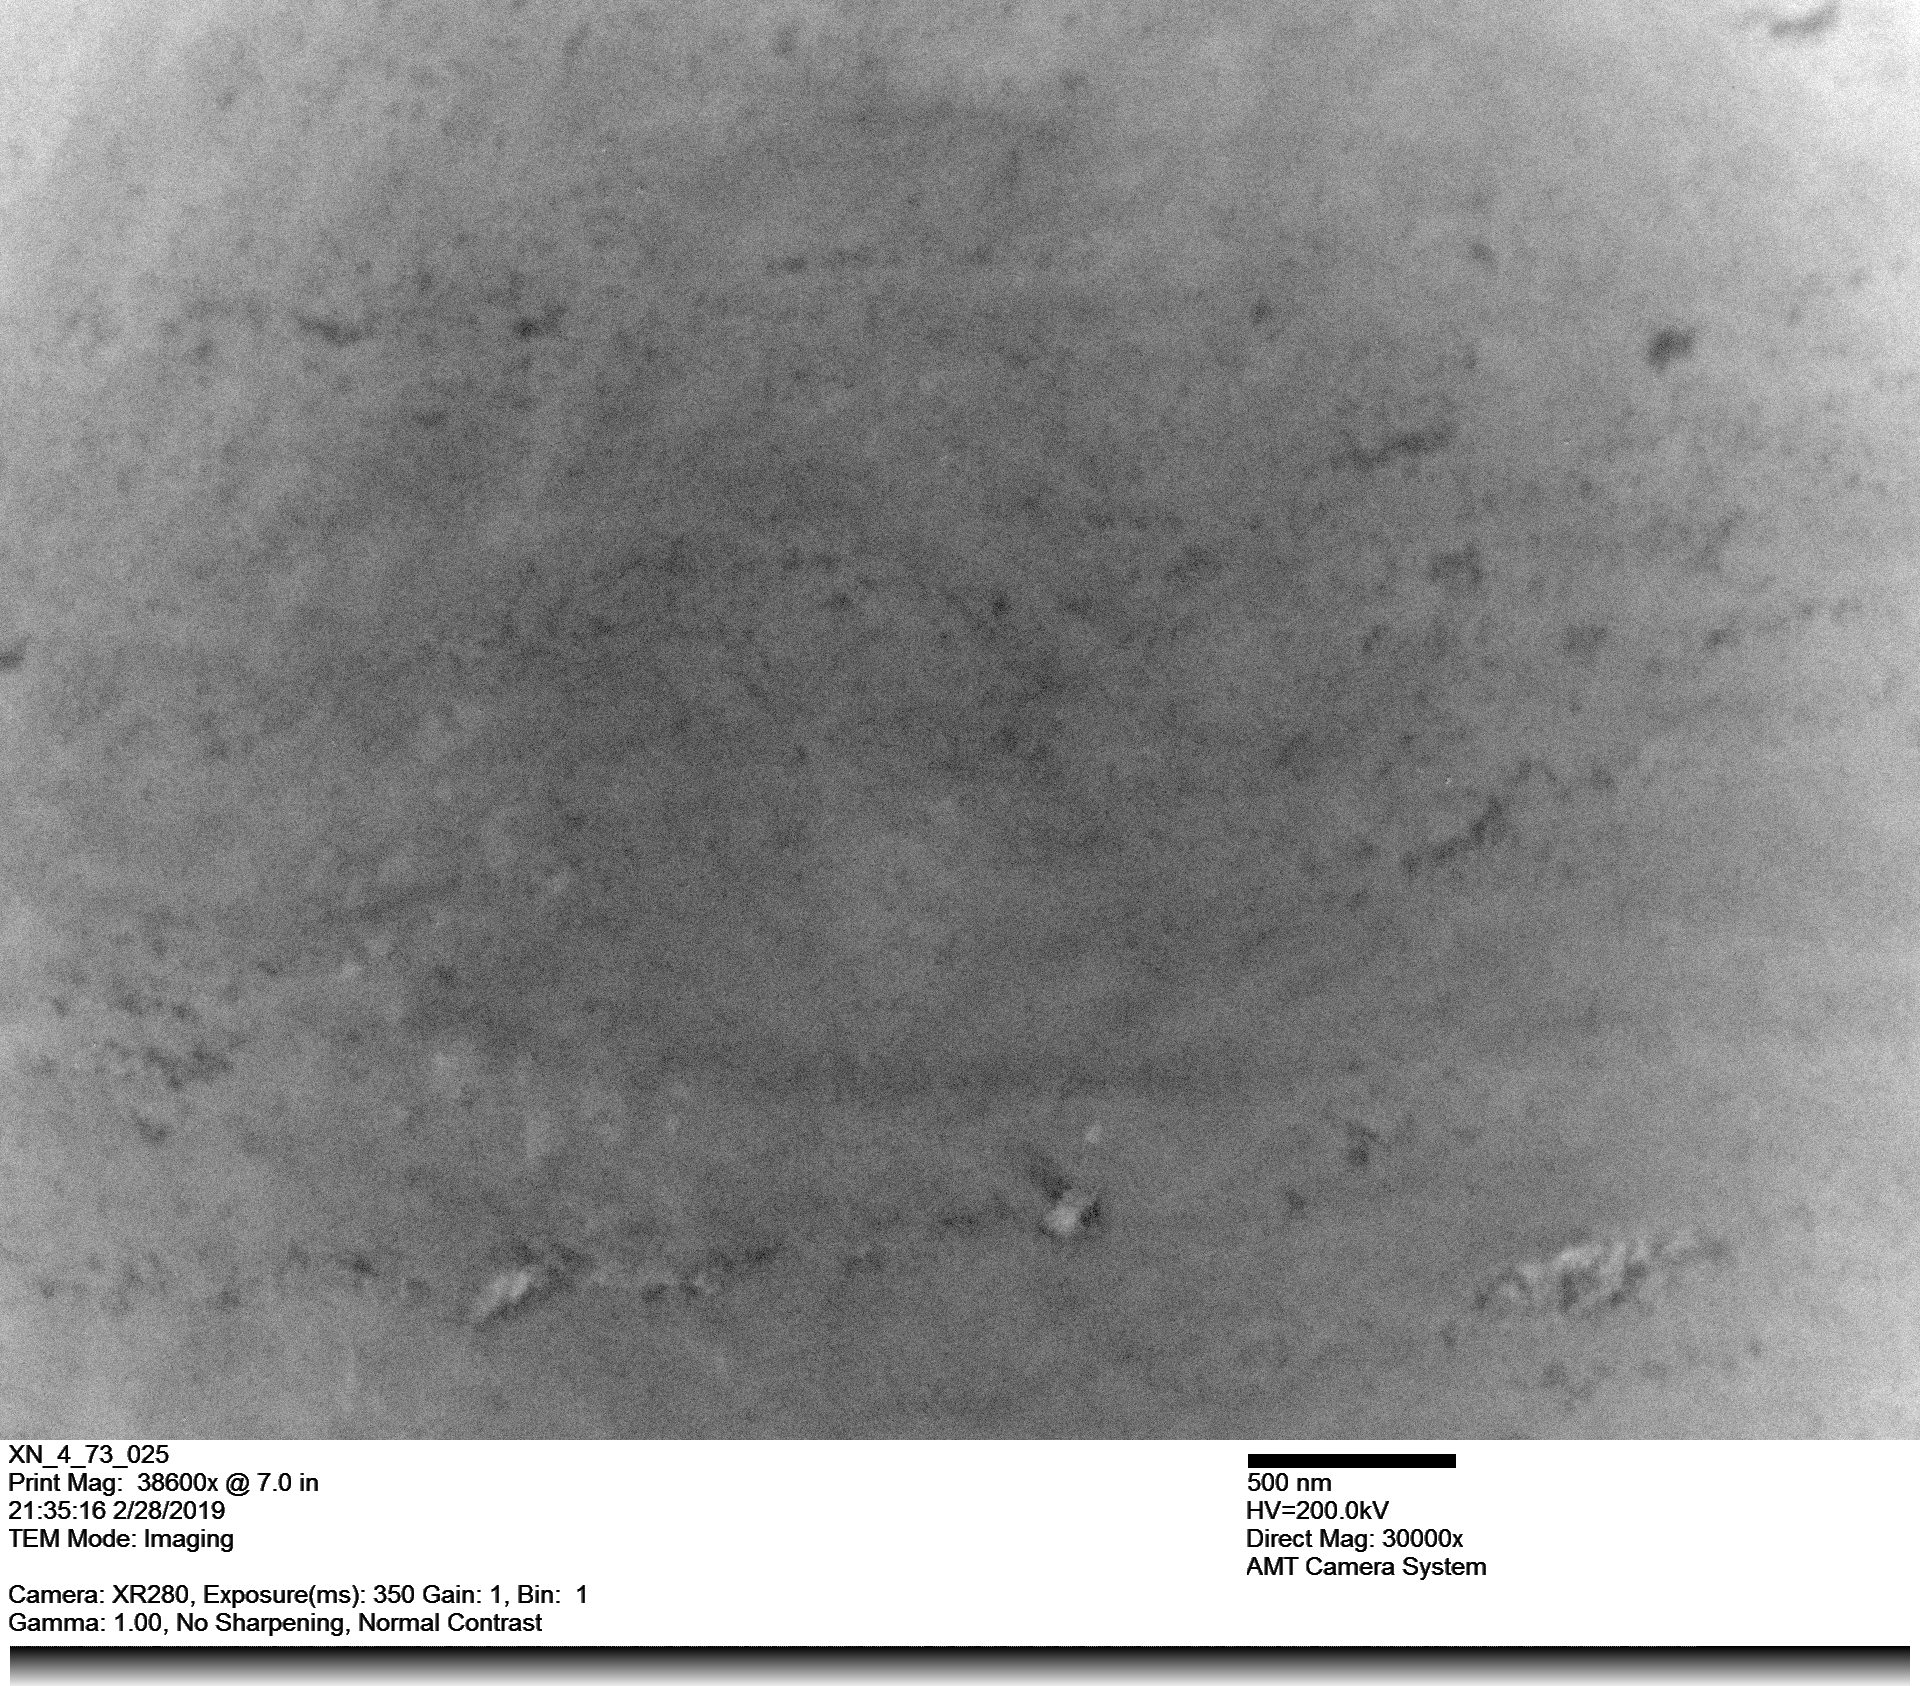 XN_4_73_025
Print Mag:  38600x @ 7.0 in
21:35:16 2/28/2019
TEM Mode: Imaging
Camera: XR280, Exposure(ms): 350 Gain: 1, Bin:  1
Gamma: 1.00, No Sharpening, Normal Contrast
500 nm
HV=200.0kV
Direct Mag: 30000x
AMT Camera System